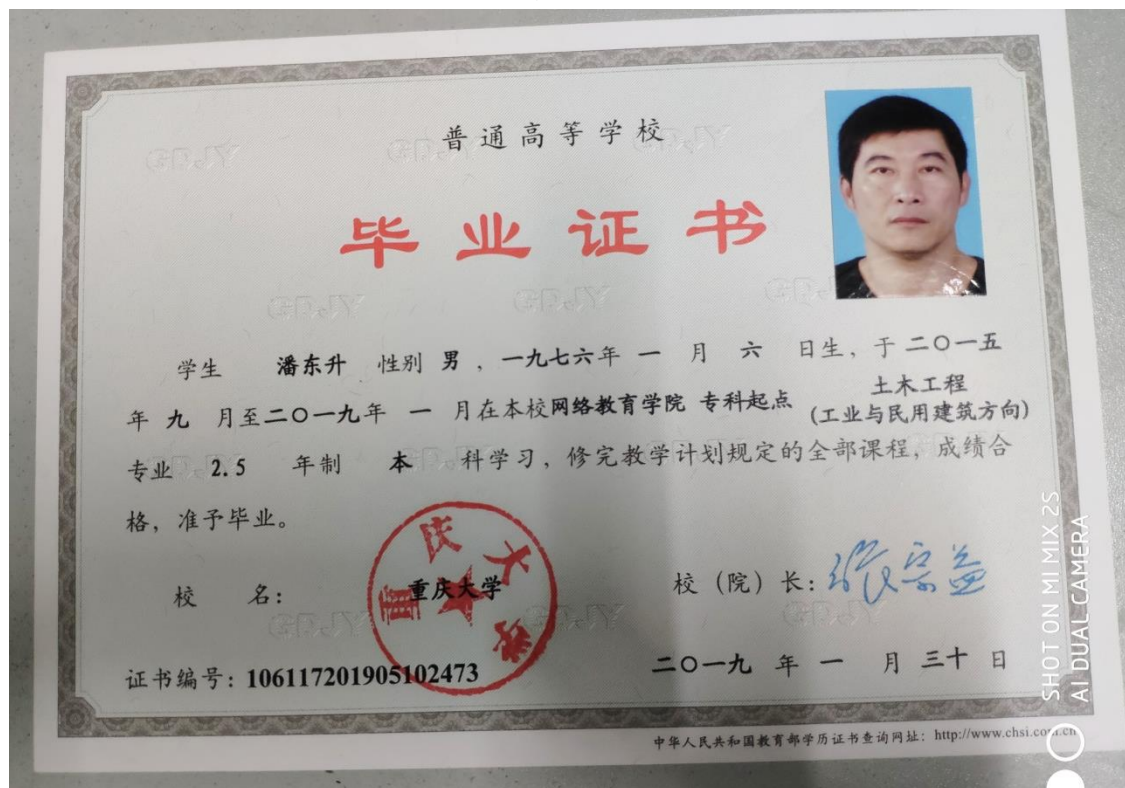 普通高等学校
毕业证书
学生 潘东升 性别 男，一九七六年 一 月 六 日生，于 二〇一五
年 九 月至二〇一九年 一 月在本校网络教育学院 专科起点 土木工程
(工业与民用建筑方向)
专业 2.5 年制 本 科学习，修完教学计划规定的全部课程，成绩合
格，准予毕业。
校 名： 重庆大学
校（院）长：张宗益
重庆大学
证书编号：106117201905102473
二〇一九 年 一 月 三十 日
中华人民共和国教育部学历证书查询网址：http://www.chsi.com.cn
SHOT ON MI MIX 2S
AI DUAL CAMERA